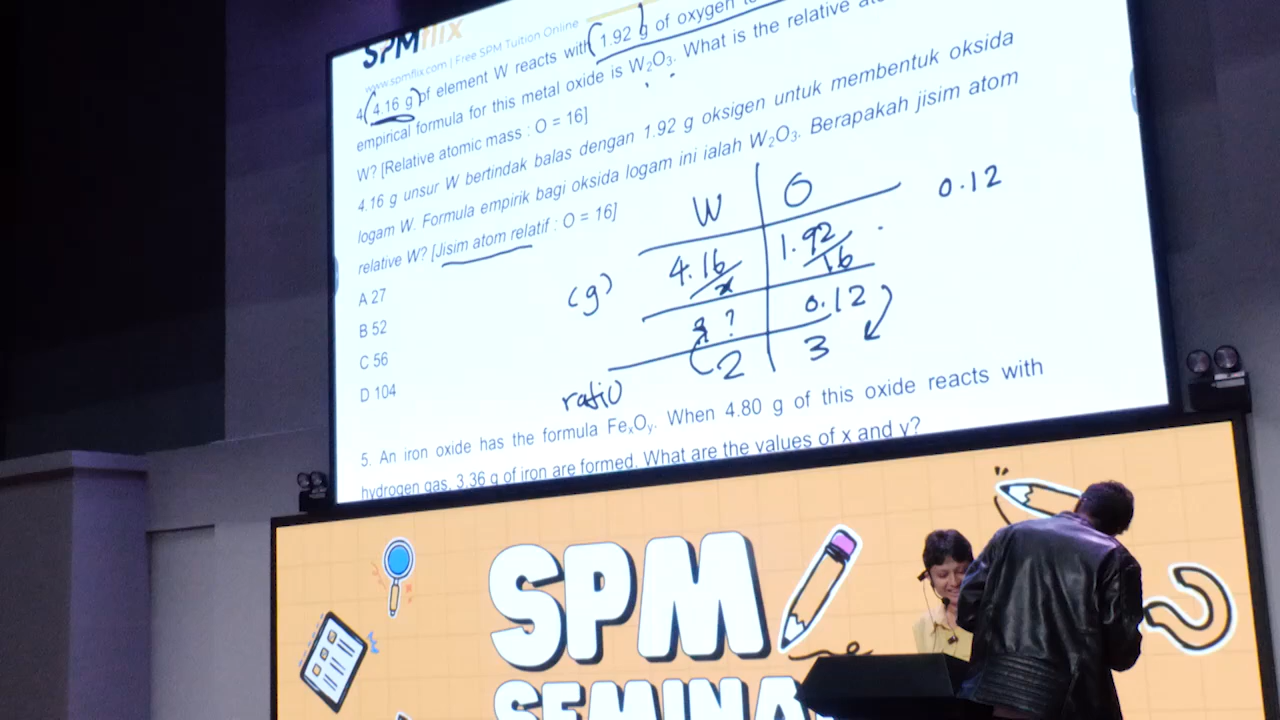 SPMflix
www.spmflix.com | Free SPM Tuition Online
4. 4.16 g of element W reacts with 1.92 g of oxygen
empirical formula for this metal oxide is W₂O₃. What is the relative
W? [Relative atomic mass : O = 16]
4.16 g unsur W bertindak balas dengan 1.92 g oksigen untuk membentuk oksida
logam W. Formula empirik bagi oksida logam ini ialah W₂O₃. Berapakah jisim atom
relative W? [Jisim atom relatif : O = 16]
A 27
B 52
C 56
D 104
W O
0.12
(g) 4.16/x 1.92/16
? 0.12
ratio 2 3
5. An iron oxide has the formula FeₓOᵧ. When 4.80 g of this oxide reacts with
hydrogen gas, 3.36 g of iron are formed. What are the values of x and y?
SPM
SEMINA